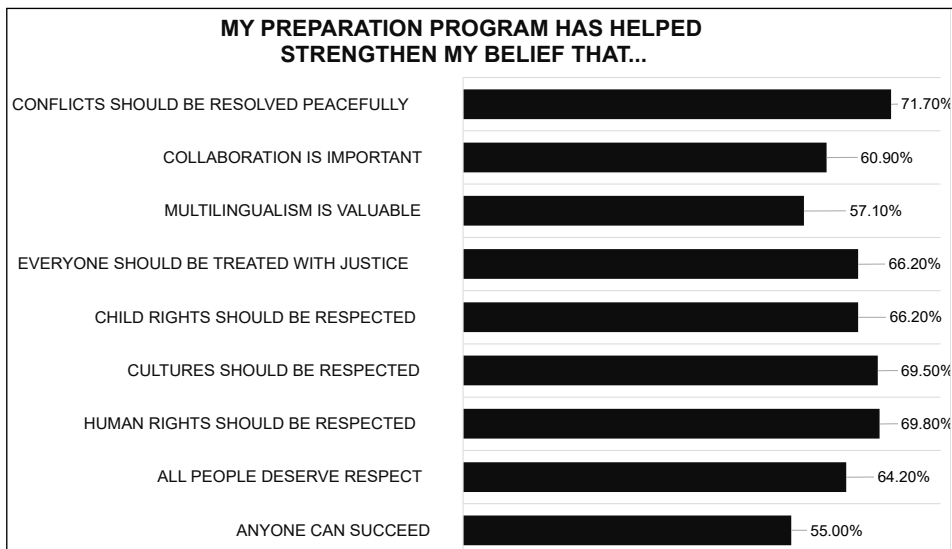 MY PREPARATION PROGRAM HAS HELPED
STRENGTHEN MY BELIEF THAT...
CONFLICTS SHOULD BE RESOLVED PEACEFULLY 71.70%
COLLABORATION IS IMPORTANT 60.90%
MULTILINGUALISM IS VALUABLE 57.10%
EVERYONE SHOULD BE TREATED WITH JUSTICE 66.20%
CHILD RIGHTS SHOULD BE RESPECTED 66.20%
CULTURES SHOULD BE RESPECTED 69.50%
HUMAN RIGHTS SHOULD BE RESPECTED 69.80%
ALL PEOPLE DESERVE RESPECT 64.20%
ANYONE CAN SUCCEED 55.00%